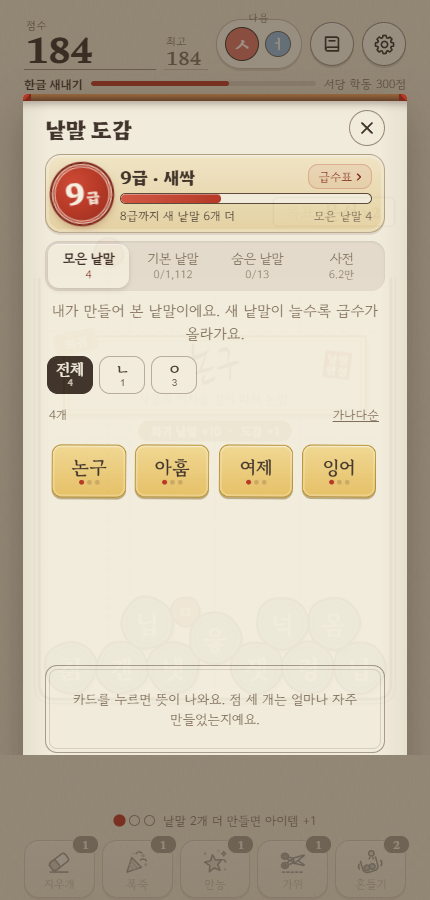 점수
184
최고
184
다음
ㅅ
ㅓ
한글 새내기
서당 학동 300점
낱말 도감
9급
9급 · 새싹
급수표 >
8급까지 새 낱말 6개 더
모은 낱말 4
모은 낱말
4
기본 낱말
0/1,112
숨은 낱말
0/13
사전
6.2만
내가 만들어 본 낱말이에요. 새 낱말이 늘수록 급수가
올라가요.
전체
4
ㄴ
1
ㅇ
3
4개
가나다순
논구
아훔
여제
잉어
카드를 누르면 뜻이 나와요. 점 세 개는 얼마나 자주
만들었는지예요.
낱말 2개 더 만들면 아이템 +1
1
1
1
1
2
지우개
폭죽
만능
가위
흔들기